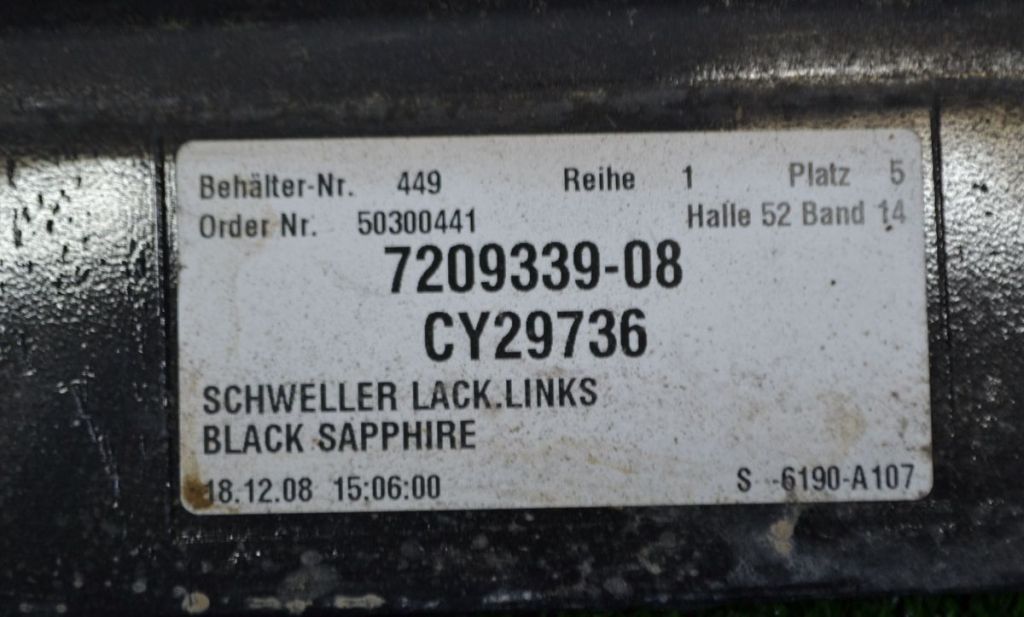 Behälter-Nr. 449 Reihe 1 Platz 5
Order Nr. 50300441 Halle 52 Band 14
7209339-08
CY29736
SCHWELLER LACK.LINKS
BLACK SAPPHIRE
18.12.08 15:06:00 S -6190-A107